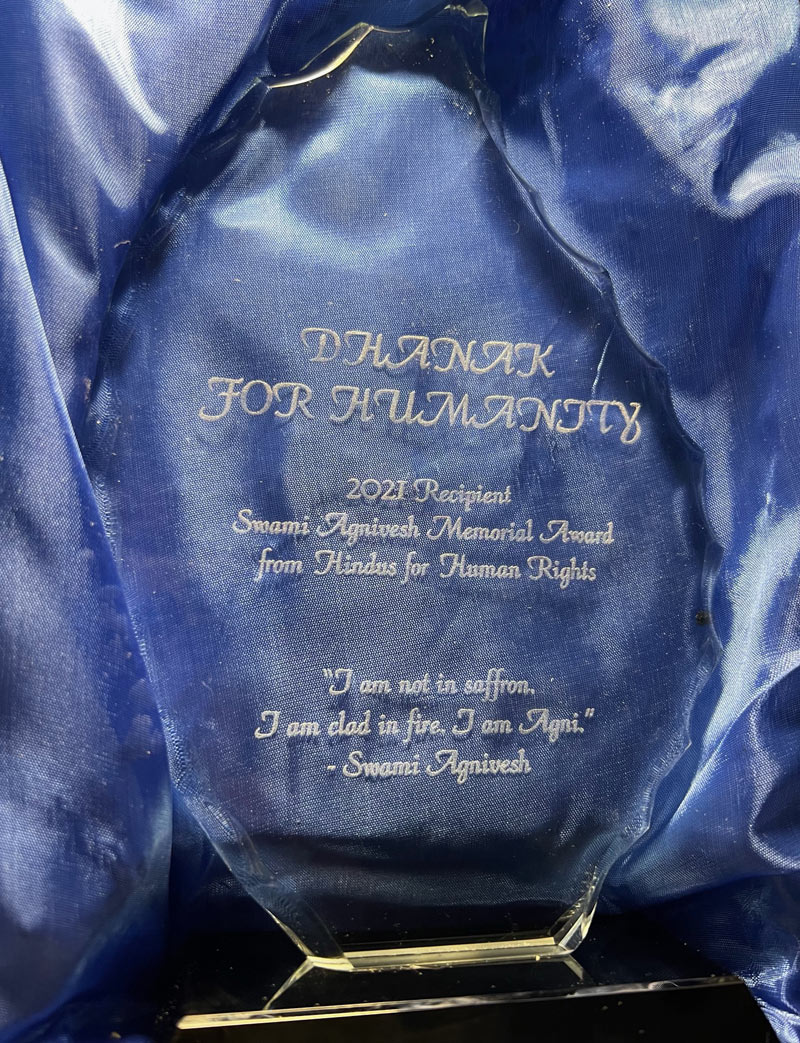 DHANAK
FOR HUMANITY
2021 Recipient
Swami Agnivesh Memorial Award
from Hindus for Human Rights
"I am not in saffron.
I am clad in fire. I am Agni."
- Swami Agnivesh